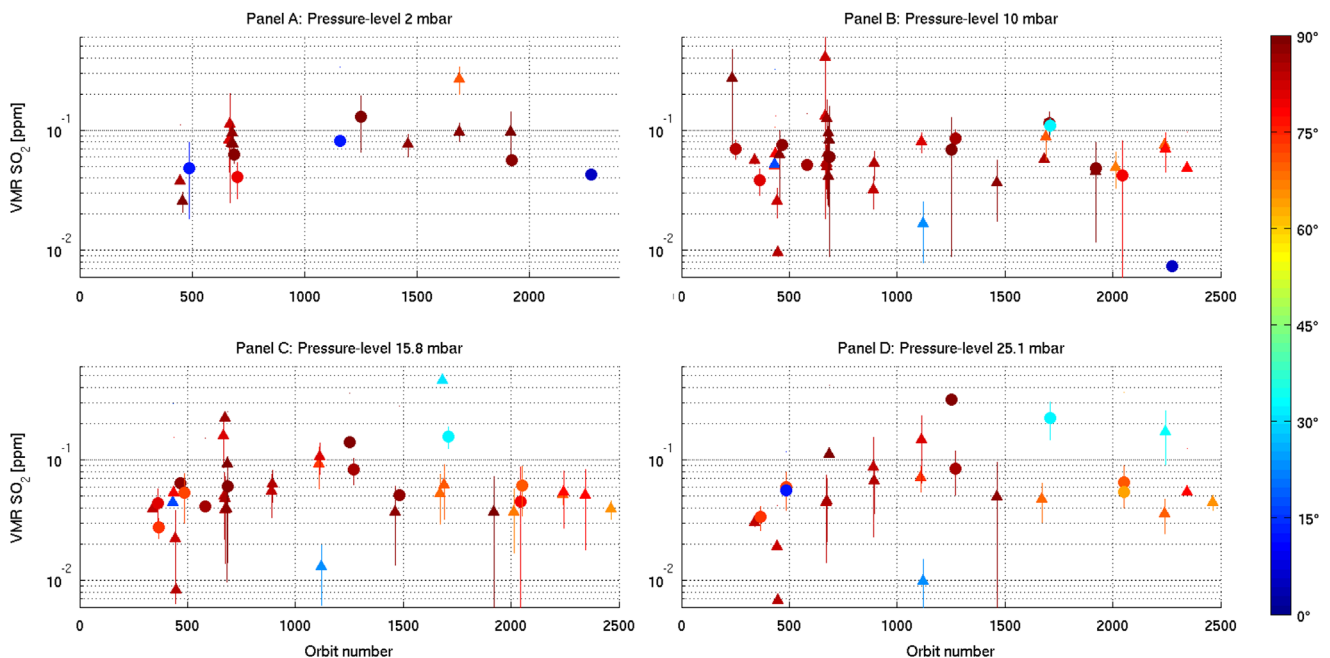 Panel A: Pressure-level 2 mbar
VMR SO2 [ppm]
10^-1
10^-2
0 500 1000 1500 2000
Panel B: Pressure-level 10 mbar
10^-1
10^-2
0 500 1000 1500 2000 2500
Panel C: Pressure-level 15.8 mbar
VMR SO2 [ppm]
10^-1
10^-2
0 500 1000 1500 2000 2500
Orbit number
Panel D: Pressure-level 25.1 mbar
10^-1
10^-2
0 500 1000 1500 2000 2500
Orbit number
90°
75°
60°
45°
30°
15°
0°